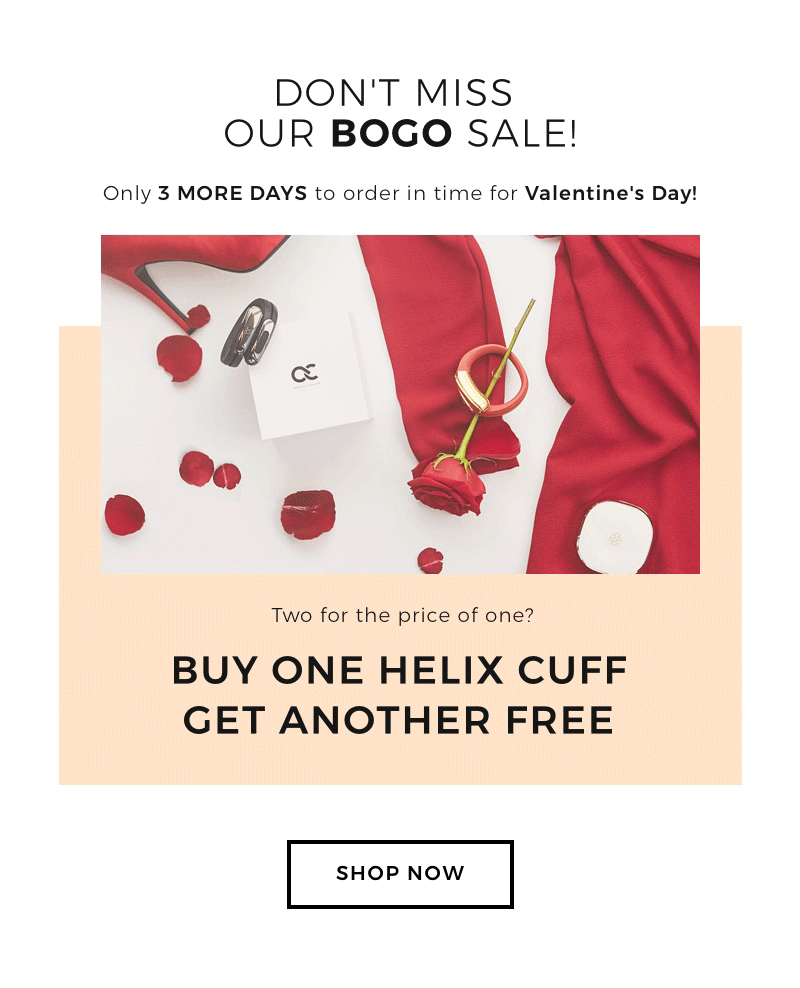 DON'T MISS
OUR BOGO SALE!
Only 3 MORE DAYS to order in time for Valentine's Day!
Two for the price of one?
BUY ONE HELIX CUFF
GET ANOTHER FREE
SHOP NOW